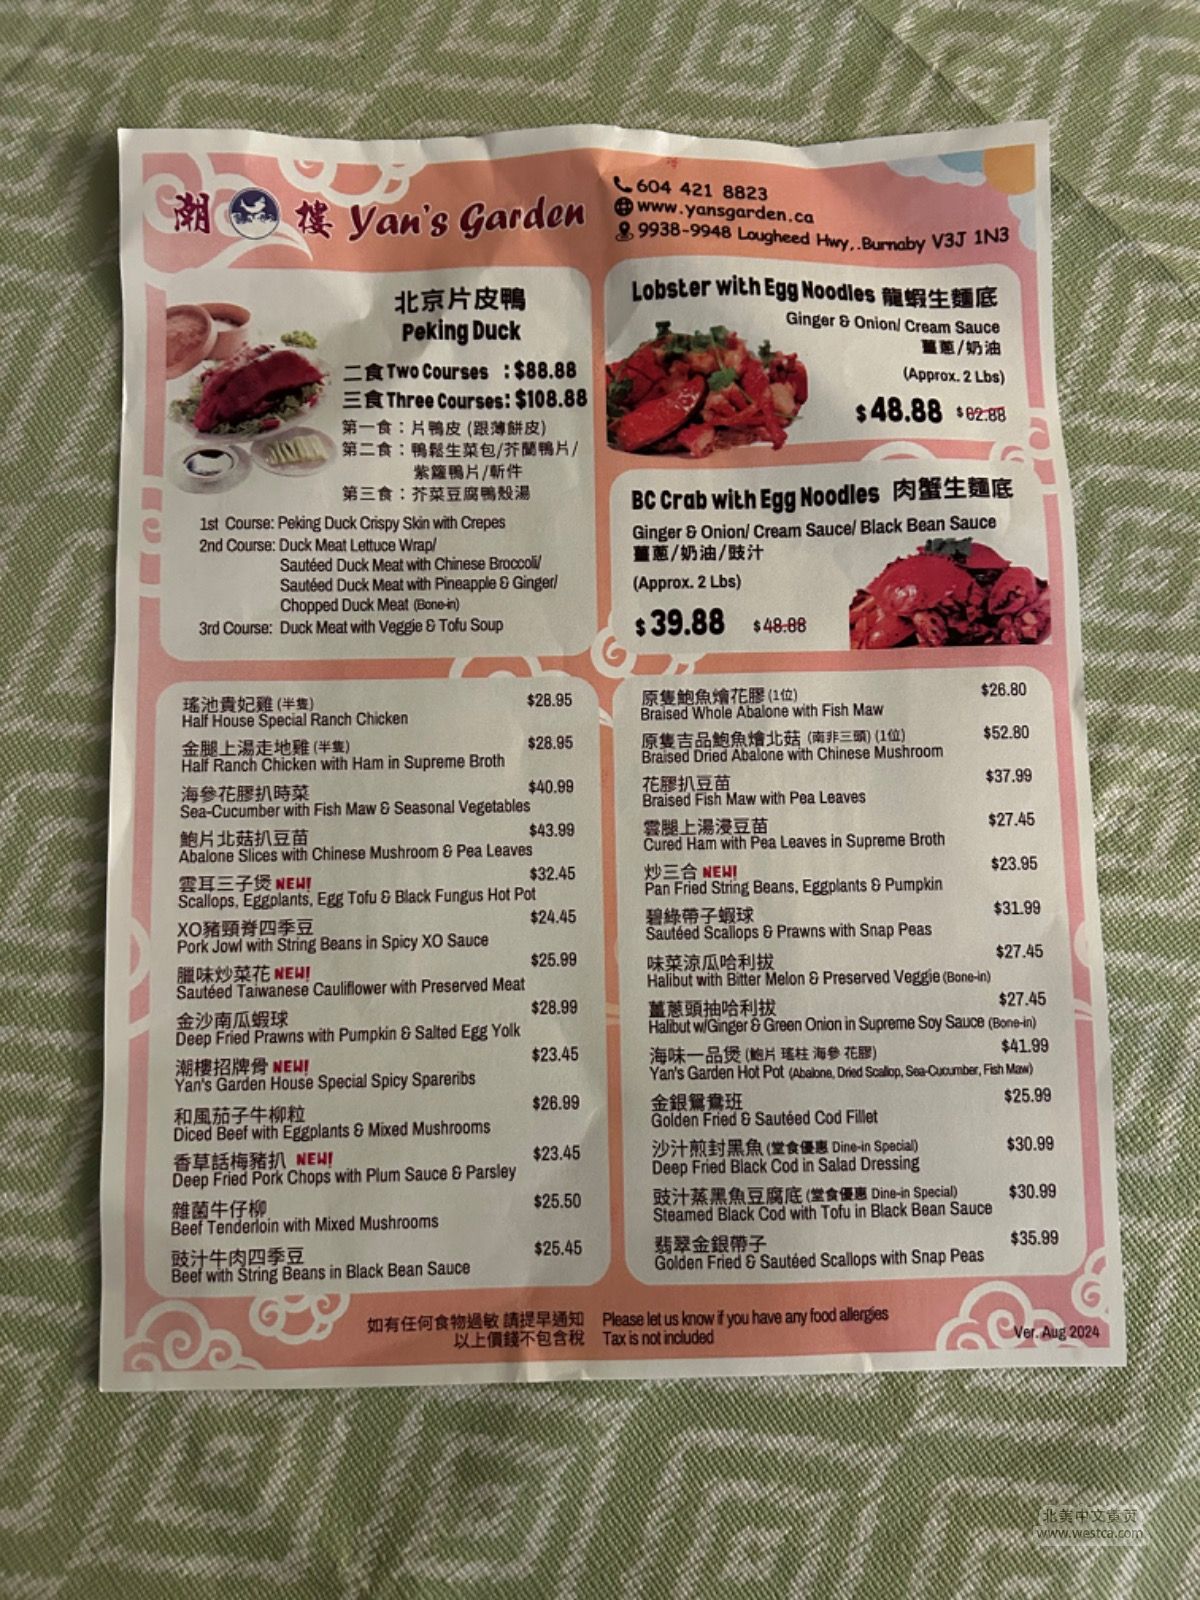 潮 樓 Yan's Garden
604 421 8823
www.yansgarden.ca
9938-9948 Lougheed Hwy,.Burnaby V3J 1N3
北京片皮鴨
Peking Duck
二食 Two Courses : $88.88
三食 Three Courses: $108.88
第一食：片鴨皮 (跟薄餅皮)
第二食：鴨鬆生菜包/芥蘭鴨片/
紫蘿鴨片/斬件
第三食：芥菜豆腐鴨殼湯
1st Course: Peking Duck Crispy Skin with Crepes
2nd Course: Duck Meat Lettuce Wrap/
Sautéed Duck Meat with Chinese Broccoli/
Sautéed Duck Meat with Pineapple & Ginger/
Chopped Duck Meat (Bone-in)
3rd Course: Duck Meat with Veggie & Tofu Soup
Lobster with Egg Noodles 龍蝦生麵底
Ginger & Onion/ Cream Sauce
薑蔥/奶油
(Approx. 2 Lbs)
$48.88 $62.88
BC Crab with Egg Noodles 肉蟹生麵底
Ginger & Onion/ Cream Sauce/ Black Bean Sauce
薑蔥/奶油/豉汁
(Approx. 2 Lbs)
$39.88 $48.88
瑤池貴妃雞 (半隻) $28.95
Half House Special Ranch Chicken
金腿上湯走地雞 (半隻) $28.95
Half Ranch Chicken with Ham in Supreme Broth
海參花膠扒時菜 $40.99
Sea-Cucumber with Fish Maw & Seasonal Vegetables
鮑片北菇扒豆苗 $43.99
Abalone Slices with Chinese Mushroom & Pea Leaves
雲耳三子煲 NEW! $32.45
Scallops, Eggplants, Egg Tofu & Black Fungus Hot Pot
XO豬頸脊四季豆 $24.45
Pork Jowl with String Beans in Spicy XO Sauce
臘味炒菜花 NEW! $25.99
Sautéed Taiwanese Cauliflower with Preserved Meat
金沙南瓜蝦球 $28.99
Deep Fried Prawns with Pumpkin & Salted Egg Yolk
潮樓招牌骨 NEW! $23.45
Yan's Garden House Special Spicy Spareribs
和風茄子牛柳粒 $26.99
Diced Beef with Eggplants & Mixed Mushrooms
香草話梅豬扒 NEW! $23.45
Deep Fried Pork Chops with Plum Sauce & Parsley
雜菌牛仔柳 $25.50
Beef Tenderloin with Mixed Mushrooms
豉汁牛肉四季豆 $25.45
Beef with String Beans in Black Bean Sauce
原隻鮑魚燴花膠 (1位) $26.80
Braised Whole Abalone with Fish Maw
原隻吉品鮑魚燴北菇 (南非三頭) (1位) $52.80
Braised Dried Abalone with Chinese Mushroom
花膠扒豆苗 $37.99
Braised Fish Maw with Pea Leaves
雲腿上湯浸豆苗 $27.45
Cured Ham with Pea Leaves in Supreme Broth
炒三合 NEW! $23.95
Pan Fried String Beans, Eggplants & Pumpkin
碧綠帶子蝦球 $31.99
Sautéed Scallops & Prawns with Snap Peas
味菜涼瓜哈利拔 $27.45
Halibut with Bitter Melon & Preserved Veggie (Bone-in)
薑蔥頭抽哈利拔 $27.45
Halibut w/Ginger & Green Onion in Supreme Soy Sauce (Bone-in)
海味一品煲 (鮑片 瑤柱 海參 花膠) $41.99
Yan's Garden Hot Pot (Abalone, Dried Scallop, Sea-Cucumber, Fish Maw)
金銀鴛鴦班 $25.99
Golden Fried & Sautéed Cod Fillet
沙汁煎封黑魚 (堂食優惠 Dine-in Special) $30.99
Deep Fried Black Cod in Salad Dressing
豉汁蒸黑魚豆腐底 (堂食優惠 Dine-in Special) $30.99
Steamed Black Cod with Tofu in Black Bean Sauce
翡翠金銀帶子 $35.99
Golden Fried & Sautéed Scallops with Snap Peas
如有任何食物過敏 請提早通知 Please let us know if you have any food allergies
以上價錢不包含稅 Tax is not included
Ver. Aug 2024
北美中文黄页
www.westca.com